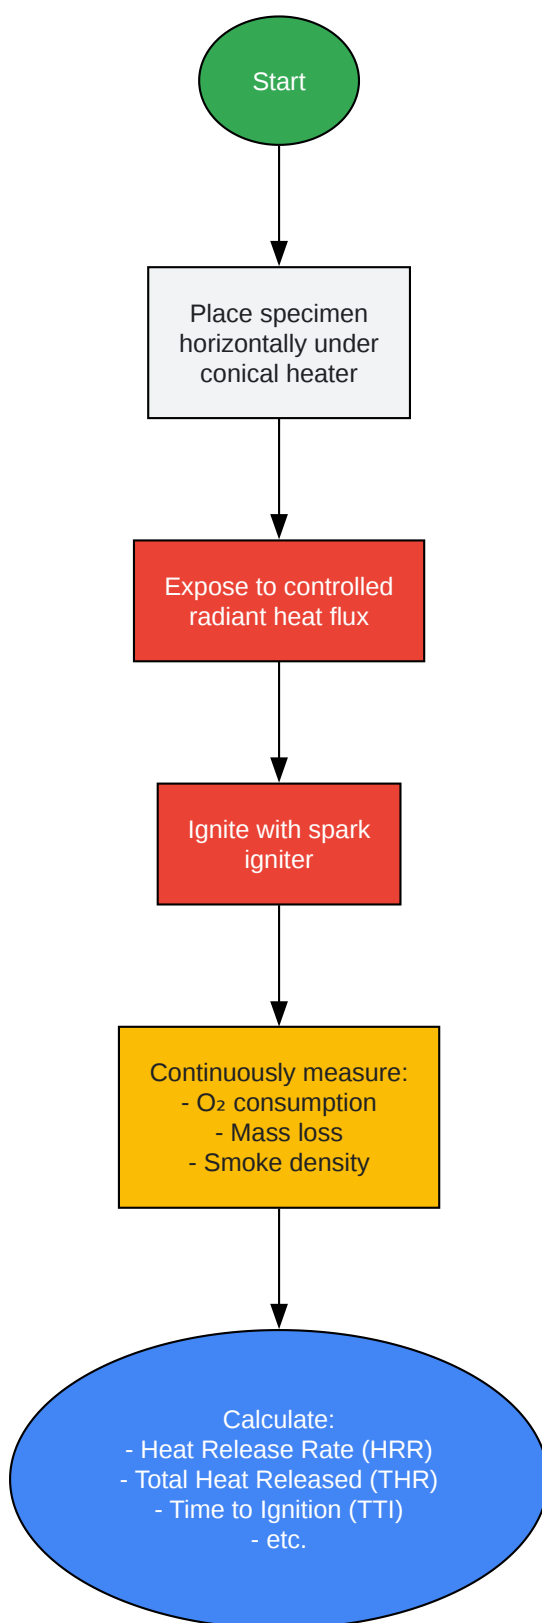 Start
Place specimen
horizontally under
conical heater
Expose to controlled
radiant heat flux
Ignite with spark
igniter
Continuously measure:
- O₂ consumption
- Mass loss
- Smoke density
Calculate:
- Heat Release Rate (HRR)
- Total Heat Released (THR)
- Time to Ignition (TTI)
- etc.